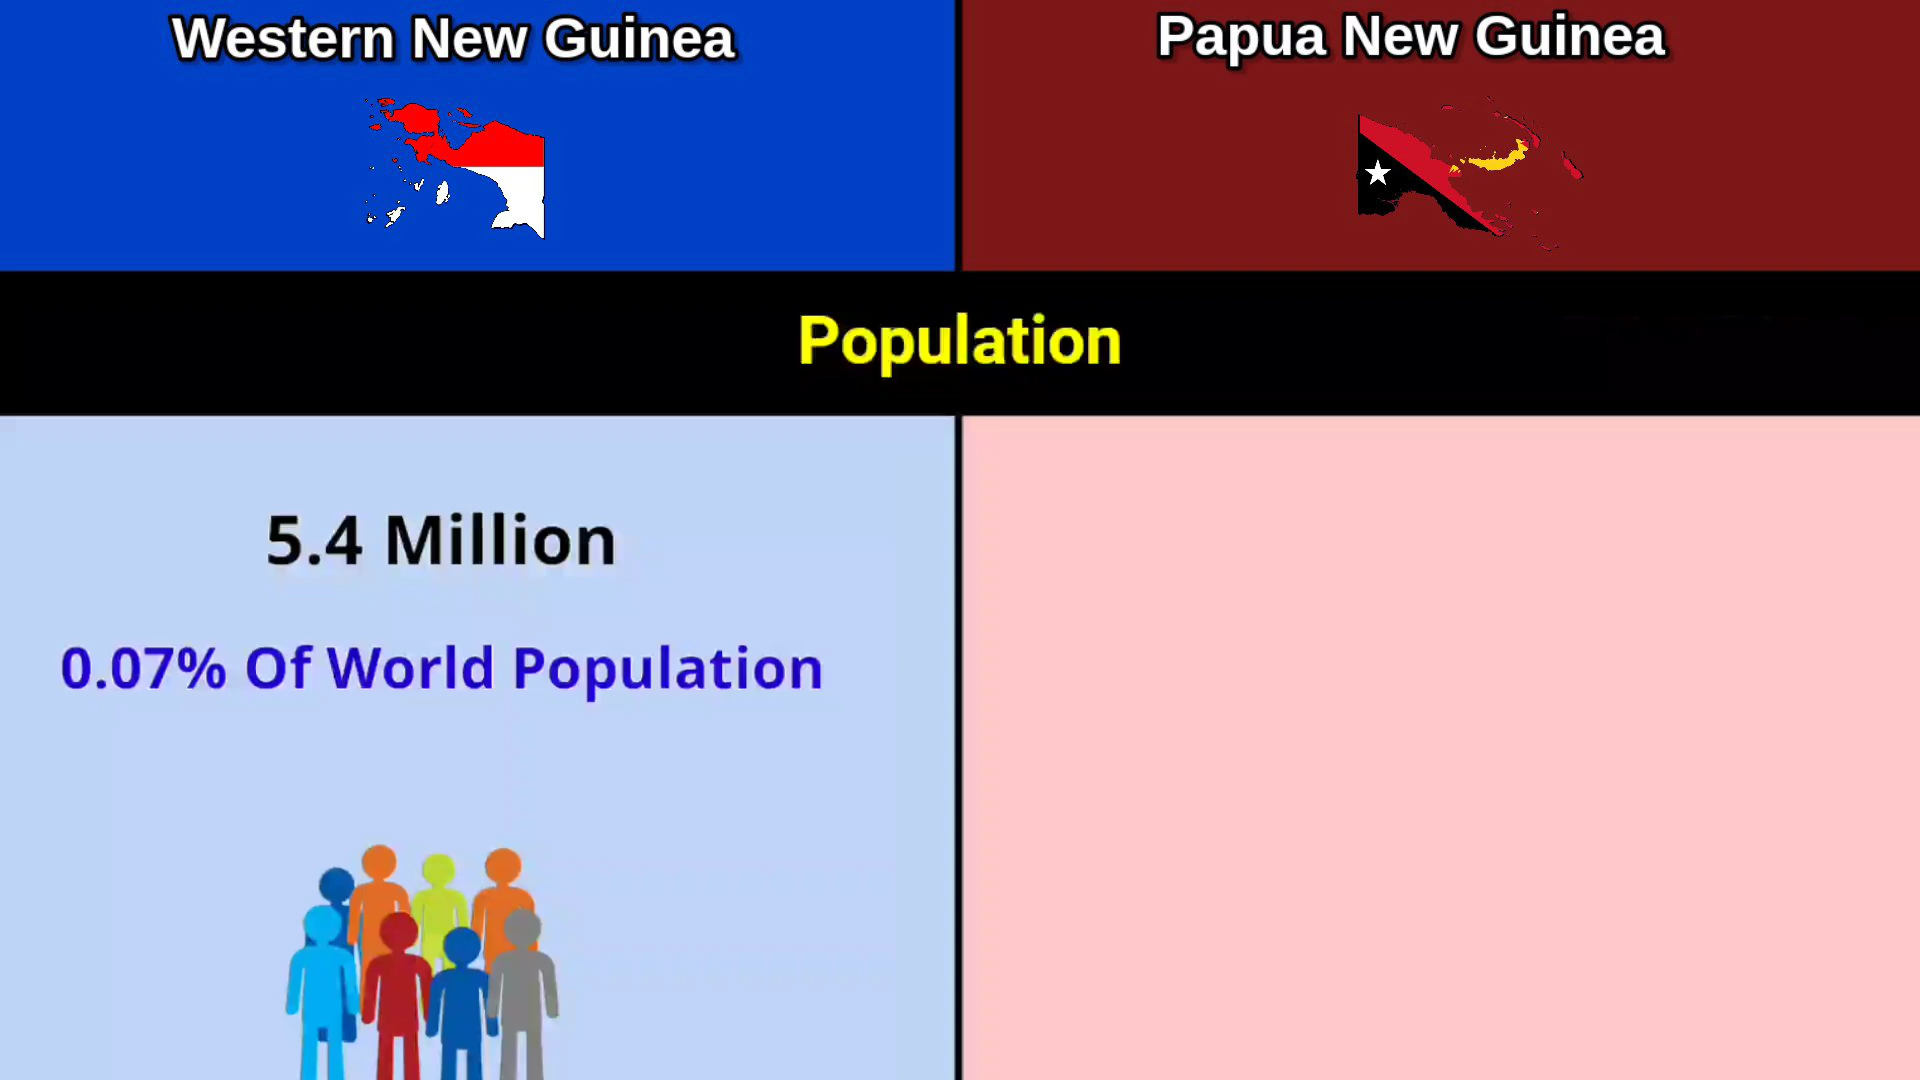 Western New Guinea
Papua New Guinea
Population
5.4 Million
0.07% Of World Population